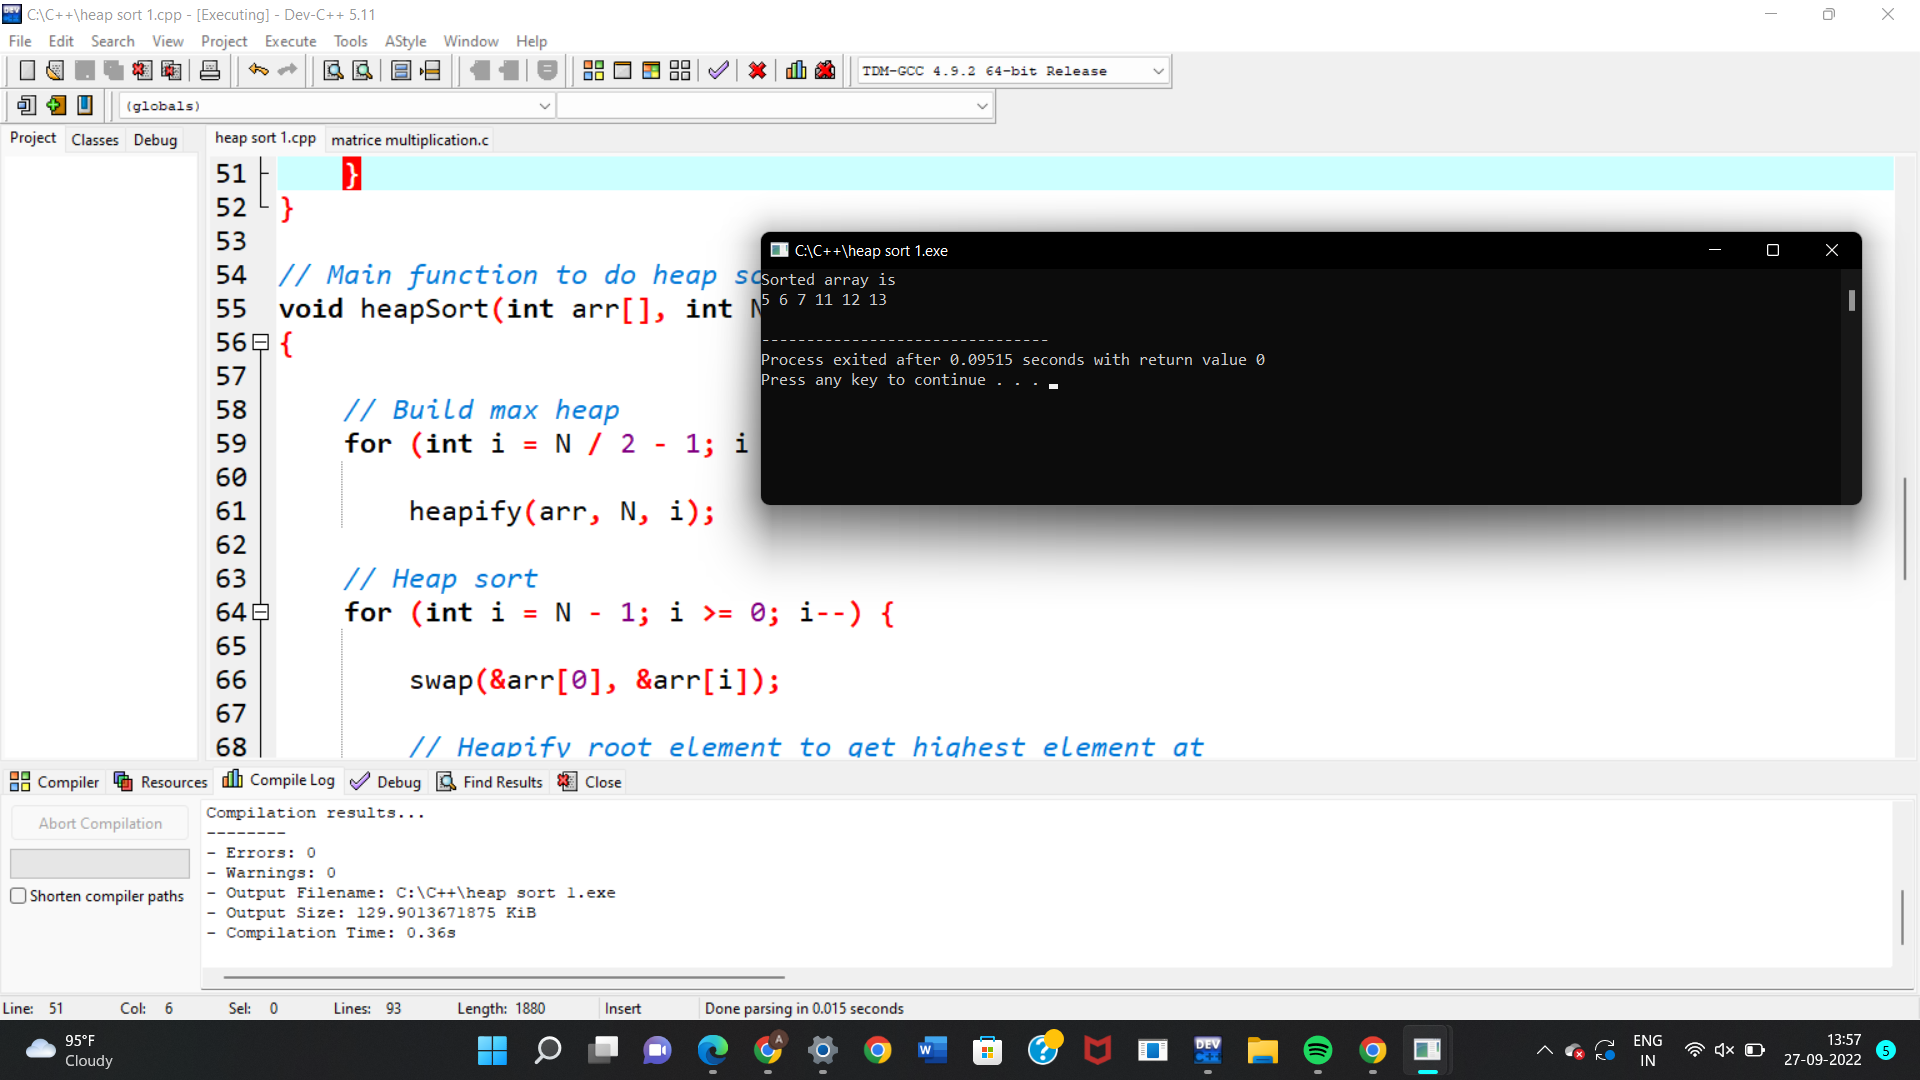 C:\C++\heap sort 1.cpp - [Executing] - Dev-C++ 5.11
File Edit Search View Project Execute Tools AStyle Window Help
TDM-GCC 4.9.2 64-bit Release
(globals)
Project Classes Debug
heap sort 1.cpp matrice multiplication.c
51 }
52 }
53
54 // Main function to do heap so
55 void heapSort(int arr[], int N
56 {
57
58 // Build max heap
59 for (int i = N / 2 - 1; i
60
61 heapify(arr, N, i);
62
63 // Heap sort
64 for (int i = N - 1; i >= 0; i--) {
65
66 swap(&arr[0], &arr[i]);
67
68 // Heapify root element to get highest element at
C:\C++\heap sort 1.exe
Sorted array is
5 6 7 11 12 13
--------------------------------
Process exited after 0.09515 seconds with return value 0
Press any key to continue . . .
Compiler Resources Compile Log Debug Find Results Close
Abort Compilation
Shorten compiler paths
Compilation results...
--------
- Errors: 0
- Warnings: 0
- Output Filename: C:\C++\heap sort 1.exe
- Output Size: 129.9013671875 KiB
- Compilation Time: 0.36s
Line: 51 Col: 6 Sel: 0 Lines: 93 Length: 1880 Insert Done parsing in 0.015 seconds
95°F
Cloudy
A
W
DEV
C++
ENG
IN
13:57
27-09-2022
5